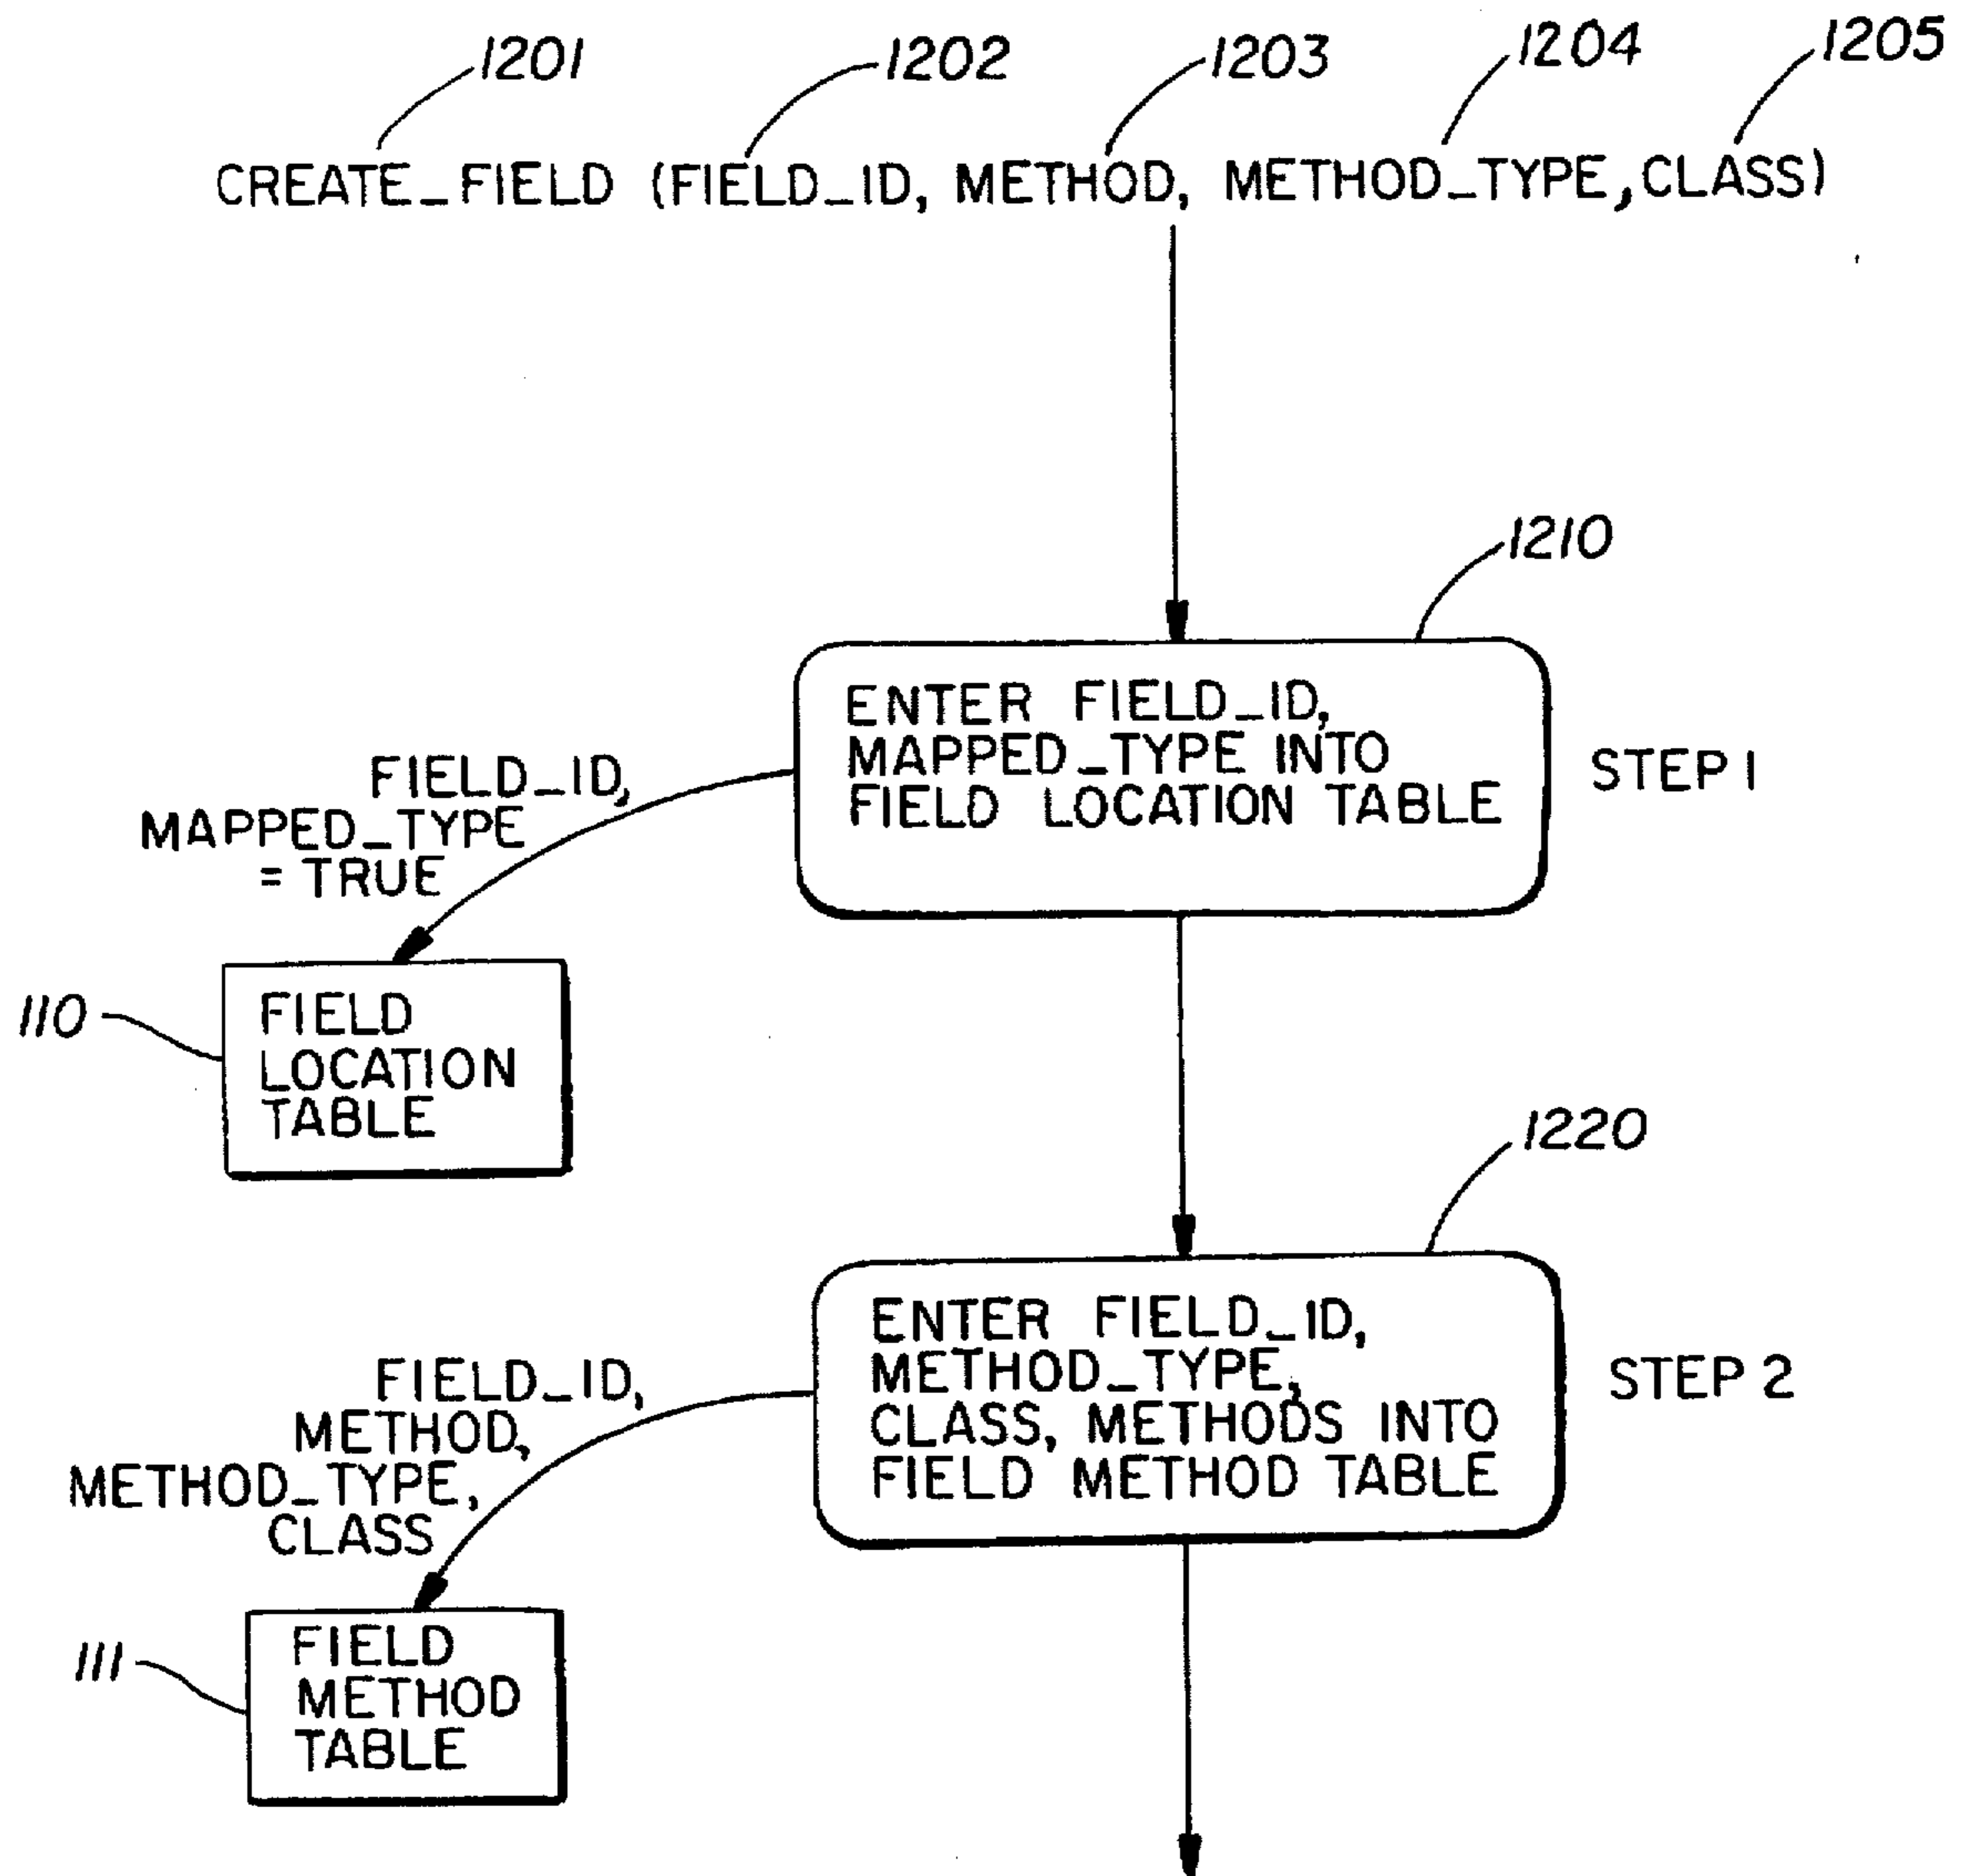 1201
1202
1203
1204
1205
CREATE_FIELD (FIELD_ID, METHOD, METHOD_TYPE, CLASS)
1210
ENTER FIELD_ID,
MAPPED_TYPE INTO
FIELD LOCATION TABLE
STEP 1
FIELD_ID,
MAPPED_TYPE
= TRUE
110
FIELD
LOCATION
TABLE
1220
ENTER FIELD_ID,
METHOD_TYPE,
CLASS, METHODS INTO
FIELD METHOD TABLE
STEP 2
FIELD_ID,
METHOD,
METHOD_TYPE,
CLASS
111
FIELD
METHOD
TABLE